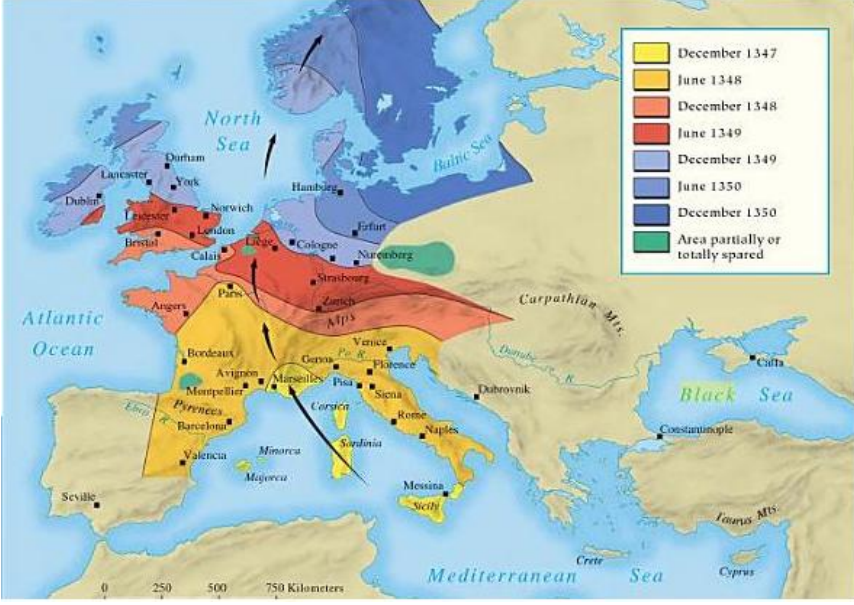 December 1347
June 1348
December 1348
June 1349
December 1349
June 1350
December 1350
Area partially or
totally spared
North
Sea
Baltic Sea
Durham
Lancaster
York
Dublin
Leicester
Norwich
London
Bristol
Calais
Hamburg
Erfurt
Liège
Cologne
Nuremberg
Paris
Strasbourg
Zurich
Angers
Alps
Carpathian Mts.
Atlantic
Ocean
Bordeaux
Venice
Genoa
Po R.
Florence
Danube
R.
Caffa
Avignon
Marseilles
Montpellier
Pisa
Siena
Dubrovnik
Black Sea
Pyrenees
Ebro R.
Corsica
Barcelona
Rome
Naples
Constantinople
Minorca
Sardinia
Valencia
Majorca
Seville
Messina
Sicily
Taurus Mts.
Crete
Cyprus
Mediterranean Sea
0 250 500 750 Kilometers